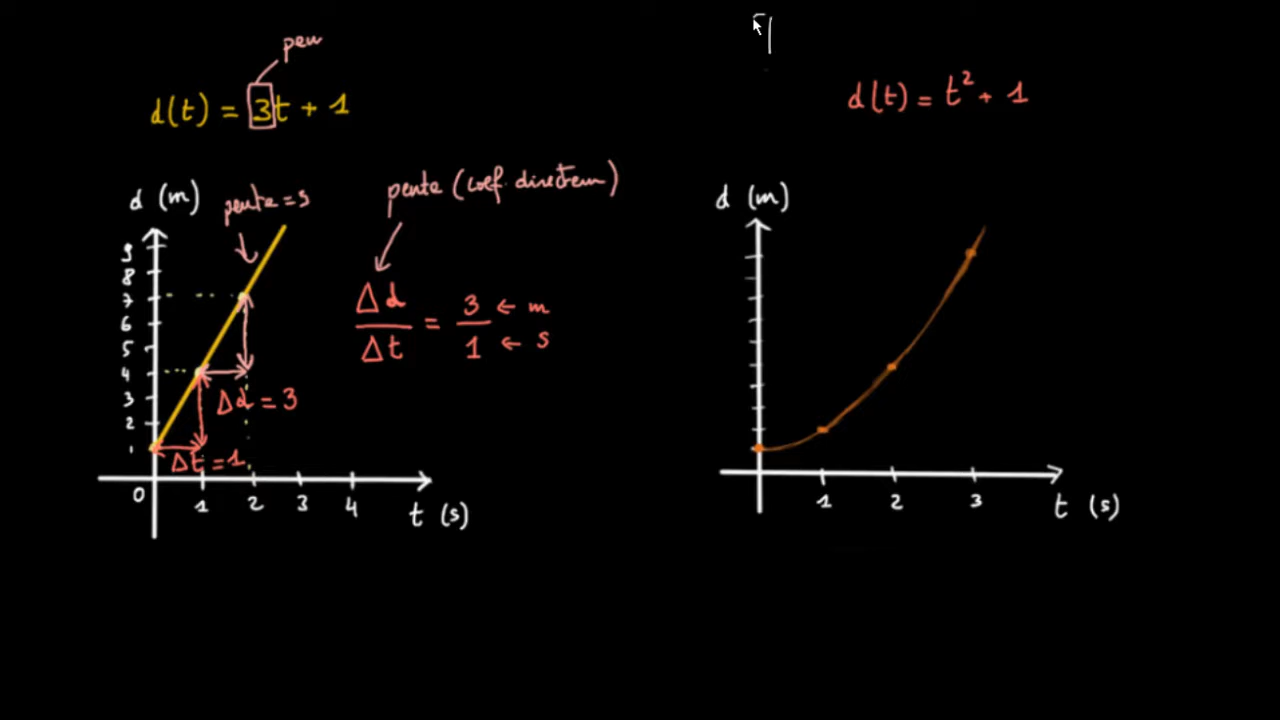 pen
d(t) = 3t + 1
d (m)
pente = s
pente (coef. directeur)
9
8
7
6
5
4
3
2
1
Δd = 3
Δt = 1
0
1 2 3 4
t (s)
Δd/Δt = 3/1 ← m ← s
d(t) = t² + 1
d (m)
1 2 3
t (s)